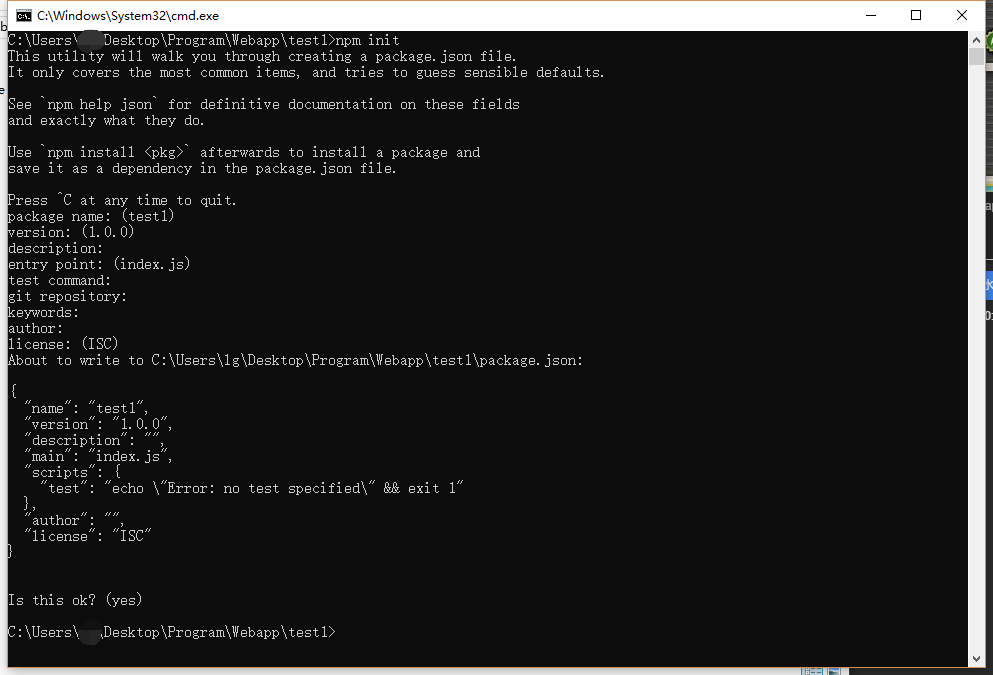 C:\Windows\System32\cmd.exe
C:\Users\ Desktop\Program\Webapp\test1>npm init
This utility will walk you through creating a package.json file.
It only covers the most common items, and tries to guess sensible defaults.
See `npm help json` for definitive documentation on these fields
and exactly what they do.
Use `npm install <pkg>` afterwards to install a package and
save it as a dependency in the package.json file.
Press ^C at any time to quit.
package name: (test1)
version: (1.0.0)
description:
entry point: (index.js)
test command:
git repository:
keywords:
author:
license: (ISC)
About to write to C:\Users\lg\Desktop\Program\Webapp\test1\package.json:
{
  "name": "test1",
  "version": "1.0.0",
  "description": "",
  "main": "index.js",
  "scripts": {
    "test": "echo \"Error: no test specified\" && exit 1"
  },
  "author": "",
  "license": "ISC"
}
Is this ok? (yes)
C:\Users\ \Desktop\Program\Webapp\test1>